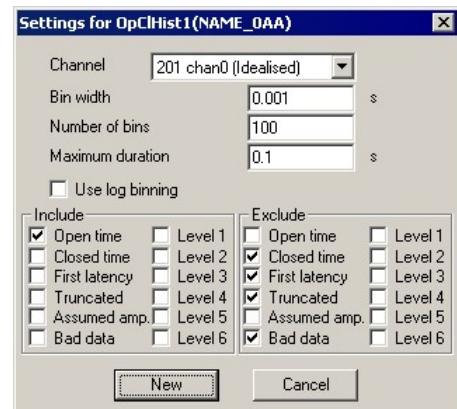 Settings for OpClHist1(NAME_0AA)
Channel 201 chan0 (Idealised)
Bin width 0.001 s
Number of bins 100
Maximum duration 0.1 s
Use log binning
Include Exclude
Open time Level 1 Open time Level 1
Closed time Level 2 Closed time Level 2
First latency Level 3 First latency Level 3
Truncated Level 4 Truncated Level 4
Assumed amp. Level 5 Assumed amp. Level 5
Bad data Level 6 Bad data Level 6
New Cancel